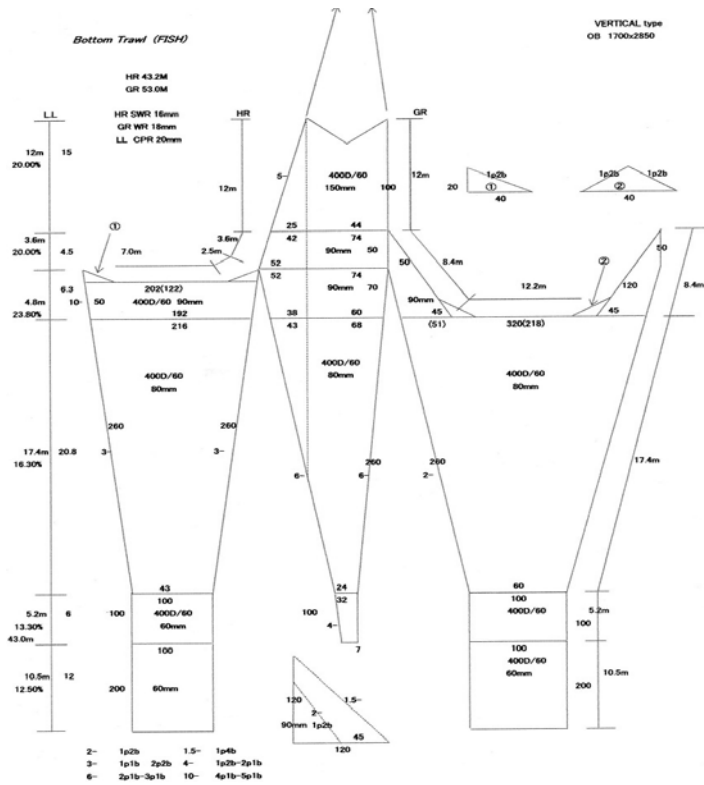 VERTICAL type
OB 1700x2850
Bottom Trawl (FISH)
HR 43.2M
GR 53.0M
HR SWR 16mm
GR WR 18mm
LL CPR 20mm
LL
HR
GR
12m
20.00%
15
12m
5-
400D/60
150mm
100
12m
20
1p2b
①
40
1p2b
1p2b
②
40
3.6m
20.00%
4.5
①
7.0m
3.6m
2.5m
25
44
42
74
90mm
50
52
50
8.4m
12.2m
②
120
50
8.4m
6.3
4.8m
23.80%
10-
50
202(122)
400D/60 90mm
192
216
52
74
90mm
70
38
60
43
68
90mm
45
(51)
320(218)
45
400D/60
80mm
400D/60
80mm
400D/60
80mm
17.4m
16.30%
20.8
260
3-
260
3-
6-
260
6-
260
2-
17.4m
43
24
60
5.2m
13.30%
43.0m
6
100
100
400D/60
60mm
32
100
4-
7
100
400D/60
60mm
100
5.2m
10.5m
12.50%
12
100
200
60mm
100
400D/60
60mm
200
10.5m
120
2-
1.5-
90mm 1p2b
45
120
2- 1p2b 1.5- 1p4b
3- 1p1b 2p2b 4- 1p2b-2p1b
6- 2p1b-3p1b 10- 4p1b-5p1b